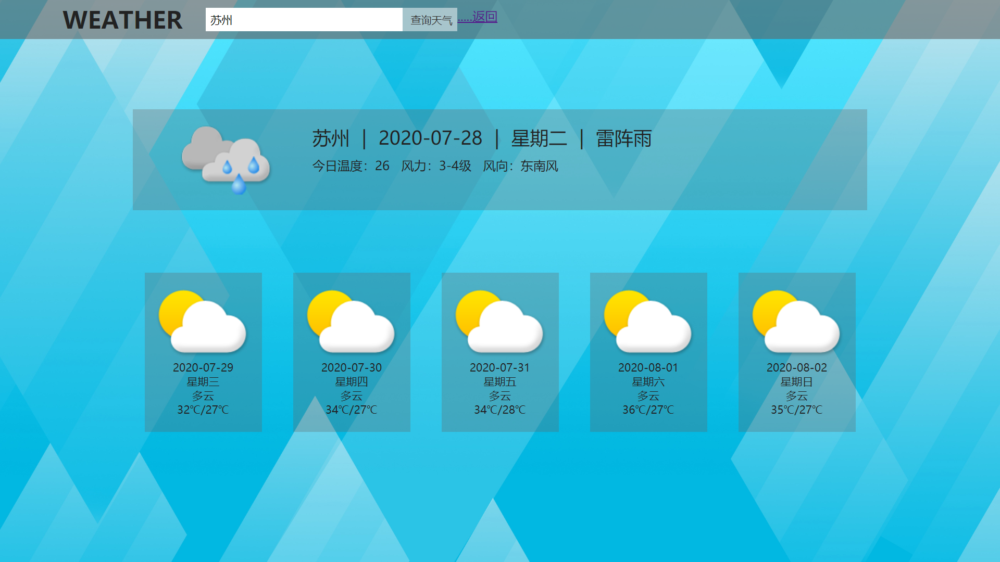 WEATHER 苏州 查询天气 .....返回
苏州 | 2020-07-28 | 星期二 | 雷阵雨
今日温度：26 风力：3-4级 风向：东南风
2020-07-29
星期三
多云
32℃/27℃
2020-07-30
星期四
多云
34℃/27℃
2020-07-31
星期五
多云
34℃/28℃
2020-08-01
星期六
多云
36℃/27℃
2020-08-02
星期日
多云
35℃/27℃